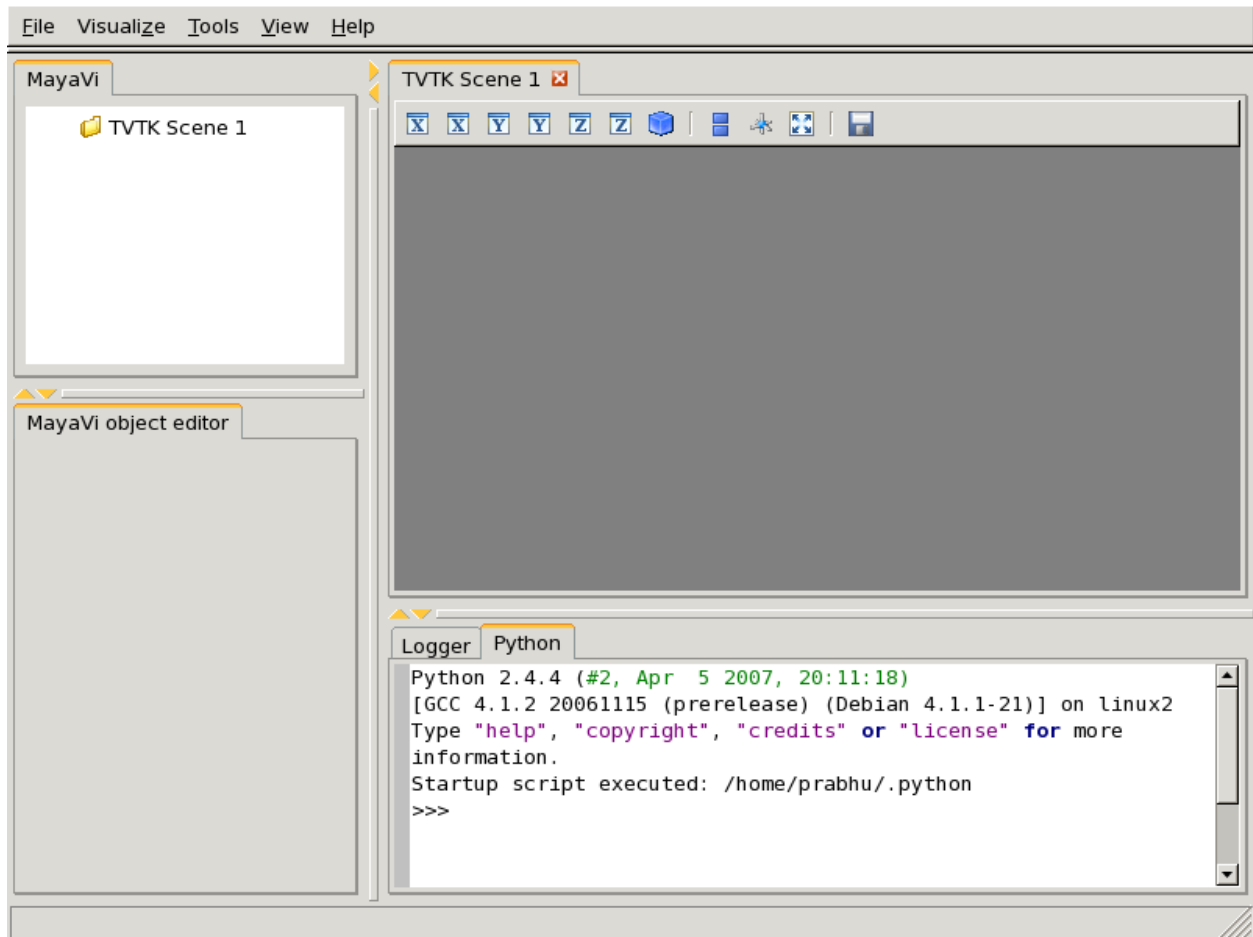 File Visualize Tools View Help
MayaVi
TVTK Scene 1
MayaVi object editor
TVTK Scene 1
X X Y Y Z Z
Logger Python
Python 2.4.4 (#2, Apr  5 2007, 20:11:18)
[GCC 4.1.2 20061115 (prerelease) (Debian 4.1.1-21)] on linux2
Type "help", "copyright", "credits" or "license" for more
information.
Startup script executed: /home/prabhu/.python
>>>